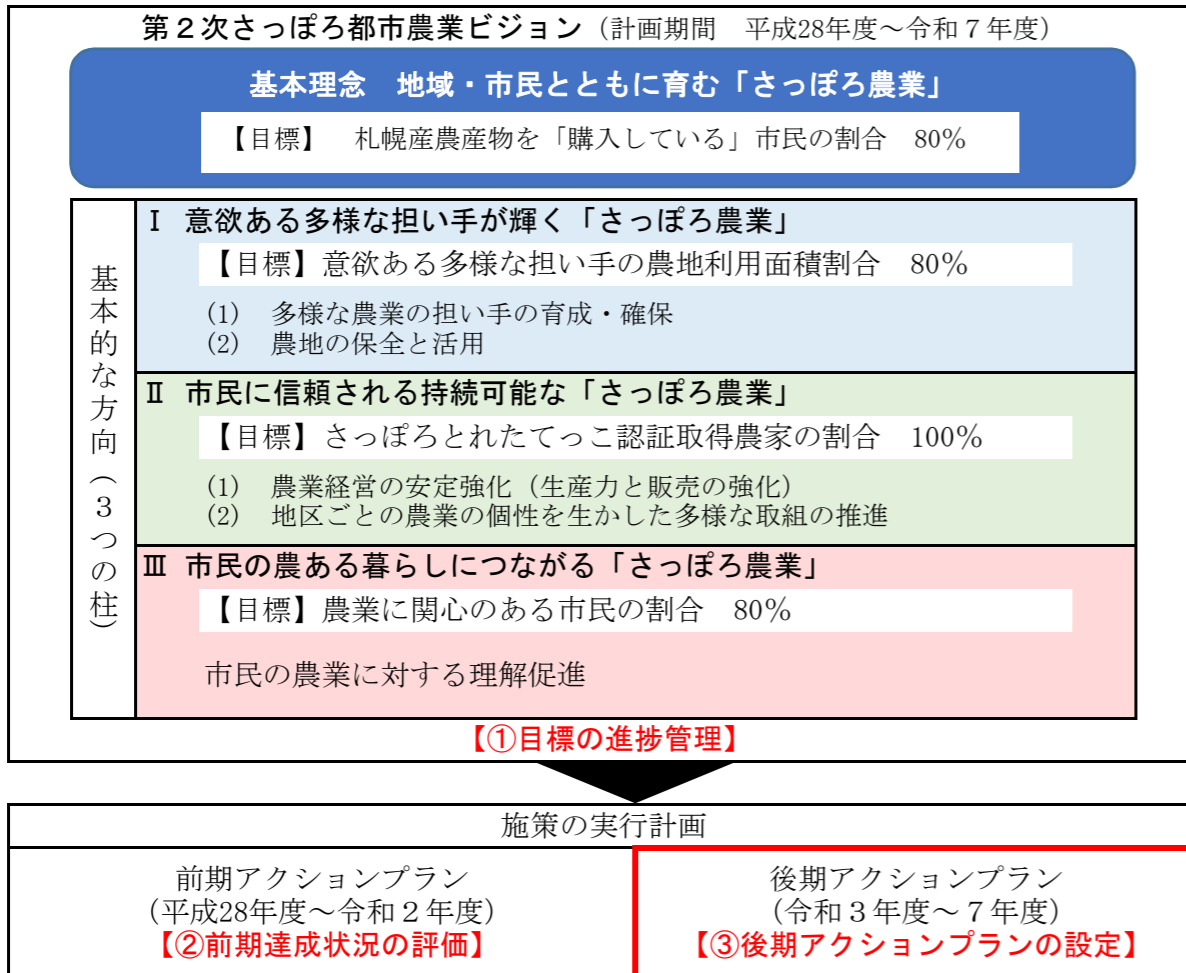 第２次さっぽろ都市農業ビジョン（計画期間　平成28年度～令和７年度）
基本理念　地域・市民とともに育む「さっぽろ農業」
【目標】　札幌産農産物を「購入している」市民の割合　80％
基本的な方向（３つの柱）
Ⅰ 意欲ある多様な担い手が輝く「さっぽろ農業」
【目標】意欲ある多様な担い手の農地利用面積割合　80％
(1)　多様な農業の担い手の育成・確保
(2)　農地の保全と活用
Ⅱ 市民に信頼される持続可能な「さっぽろ農業」
【目標】さっぽろとれたてっこ認証取得農家の割合　100％
(1)　農業経営の安定強化（生産力と販売の強化）
(2)　地区ごとの農業の個性を生かした多様な取組の推進
Ⅲ 市民の農ある暮らしにつながる「さっぽろ農業」
【目標】農業に関心のある市民の割合　80％
市民の農業に対する理解促進
【①目標の進捗管理】
施策の実行計画
前期アクションプラン
（平成28年度～令和２年度）
【②前期達成状況の評価】
後期アクションプラン
（令和３年度～７年度）
【③後期アクションプランの設定】